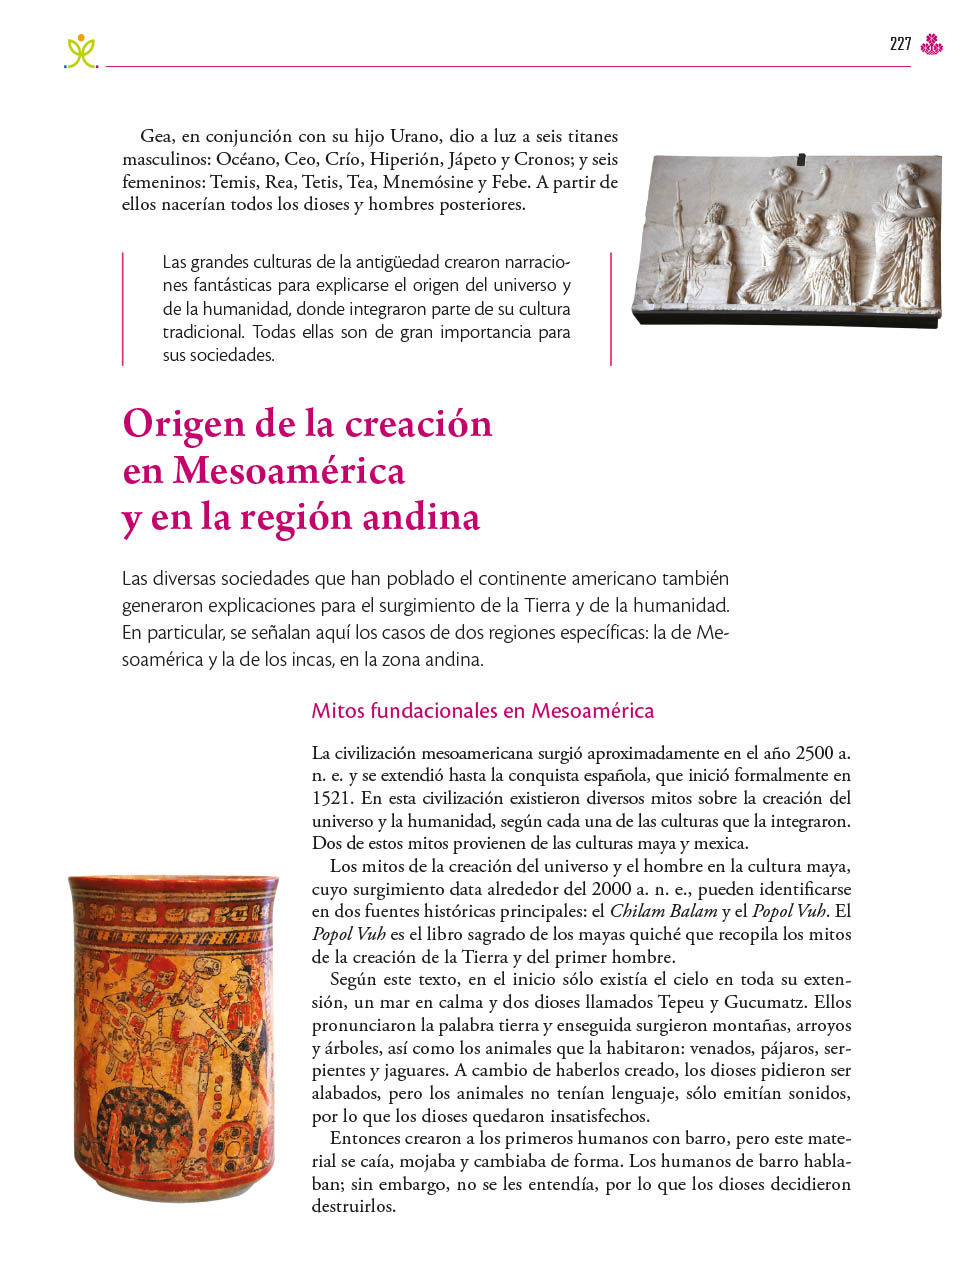 227
Gea, en conjunción con su hijo Urano, dio a luz a seis titanes
masculinos: Océano, Ceo, Crío, Hiperión, Jápeto y Cronos; y seis
femeninos: Temis, Rea, Tetis, Tea, Mnemósine y Febe. A partir de
ellos nacerían todos los dioses y hombres posteriores.
Las grandes culturas de la antigüedad crearon narracio-
nes fantásticas para explicarse el origen del universo y
de la humanidad, donde integraron parte de su cultura
tradicional. Todas ellas son de gran importancia para
sus sociedades.
Origen de la creación
en Mesoamérica
y en la región andina
Las diversas sociedades que han poblado el continente americano también
generaron explicaciones para el surgimiento de la Tierra y de la humanidad.
En particular, se señalan aquí los casos de dos regiones específicas: la de Me-
soamérica y la de los incas, en la zona andina.
Mitos fundacionales en Mesoamérica
La civilización mesoamericana surgió aproximadamente en el año 2500 a.
n. e. y se extendió hasta la conquista española, que inició formalmente en
1521. En esta civilización existieron diversos mitos sobre la creación del
universo y la humanidad, según cada una de las culturas que la integraron.
Dos de estos mitos provienen de las culturas maya y mexica.
Los mitos de la creación del universo y el hombre en la cultura maya,
cuyo surgimiento data alrededor del 2000 a. n. e., pueden identificarse
en dos fuentes históricas principales: el Chilam Balam y el Popol Vuh. El
Popol Vuh es el libro sagrado de los mayas quiché que recopila los mitos
de la creación de la Tierra y del primer hombre.
Según este texto, en el inicio sólo existía el cielo en toda su exten-
sión, un mar en calma y dos dioses llamados Tepeu y Gucumatz. Ellos
pronunciaron la palabra tierra y enseguida surgieron montañas, arroyos
y árboles, así como los animales que la habitaron: venados, pájaros, ser-
pientes y jaguares. A cambio de haberlos creado, los dioses pidieron ser
alabados, pero los animales no tenían lenguaje, sólo emitían sonidos,
por lo que los dioses quedaron insatisfechos.
Entonces crearon a los primeros humanos con barro, pero este mate-
rial se caía, mojaba y cambiaba de forma. Los humanos de barro habla-
ban; sin embargo, no se les entendía, por lo que los dioses decidieron
destruirlos.